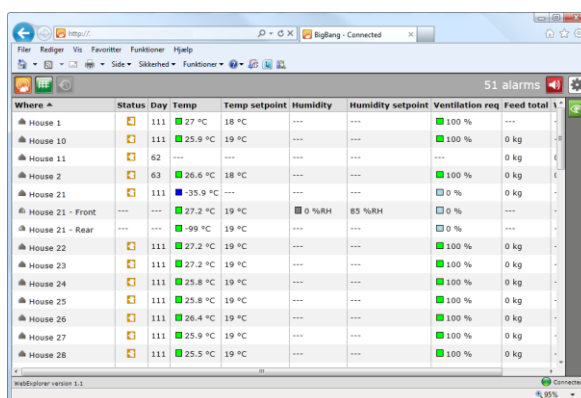 http://.
BigBang - Connected
Filer Rediger Vis Favoritter Funktioner Hjælp
Side Sikkerhed Funktioner
51 alarms
Where Status Day Temp Temp setpoint Humidity Humidity setpoint Ventilation req Feed total
House 1 111 27 °C 18 °C --- --- 100 % ---
House 10 111 25.9 °C 19 °C --- --- 100 % 0 kg
House 11 62 --- --- --- --- --- 0 kg
House 2 63 26.6 °C 18 °C --- --- 100 % 0 kg
House 21 111 -35.9 °C --- --- --- 0 % 0 kg
House 21 - Front --- --- 27.2 °C 19 °C 0 %RH 85 %RH 0 % ---
House 21 - Rear --- --- -99 °C 19 °C --- --- 0 % ---
House 22 111 27.2 °C 19 °C --- --- 100 % 0 kg
House 23 111 27.2 °C 19 °C --- --- 100 % 0 kg
House 24 111 25.8 °C 19 °C --- --- 100 % 0 kg
House 25 111 25.8 °C 19 °C --- --- 100 % 0 kg
House 26 111 26.4 °C 19 °C --- --- 100 % 0 kg
House 27 111 25.9 °C 19 °C --- --- 100 % 0 kg
House 28 111 25.5 °C 19 °C --- --- 100 % 0 kg
WebExplorer version 1.1 Connected
95%